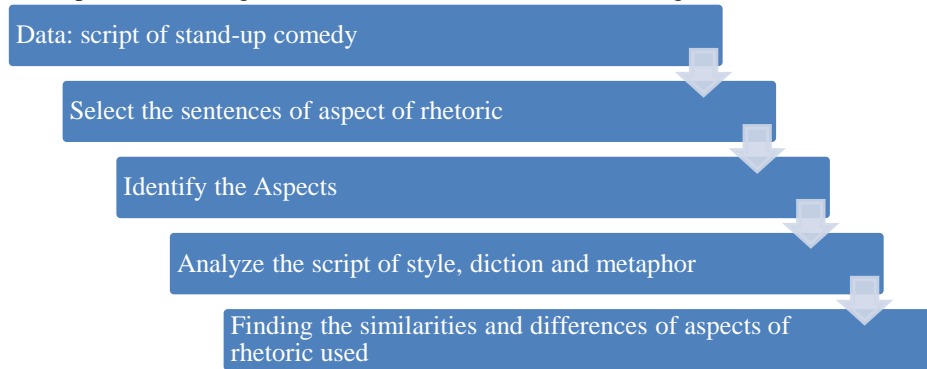 Data: script of stand-up comedy
Select the sentences of aspect of rhetoric
Identify the Aspects
Analyze the script of style, diction and metaphor
Finding the similarities and differences of aspects of
rhetoric used